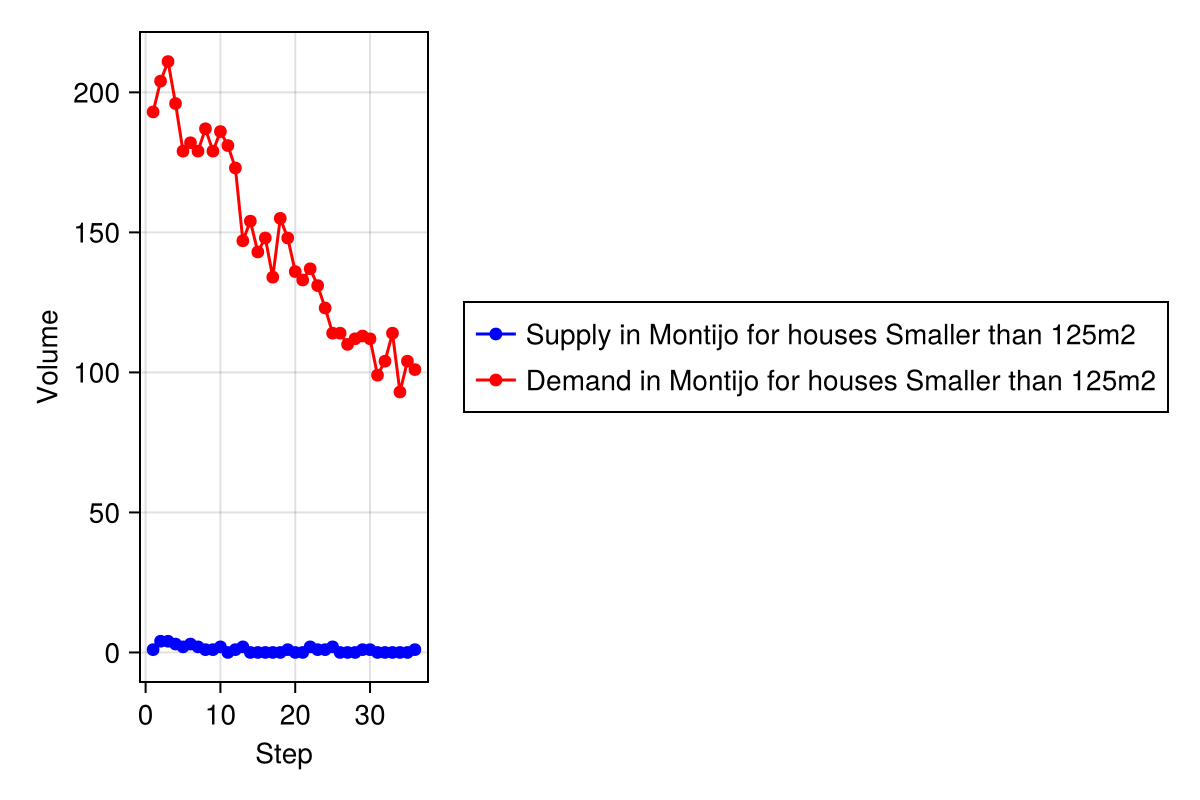 200
150
100
50
0
Volume
0 10 20 30
Step
Supply in Montijo for houses Smaller than 125m2
Demand in Montijo for houses Smaller than 125m2